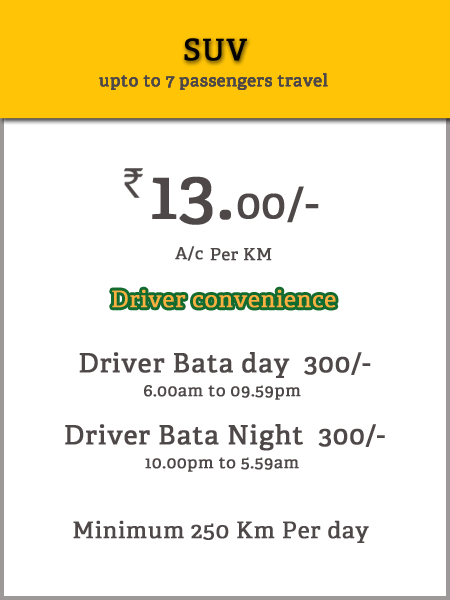 SUV
upto to 7 passengers travel
₹ 13.00/-
A/c Per KM
Driver convenience
Driver Bata day 300/-
6.00am to 09.59pm
Driver Bata Night 300/-
10.00pm to 5.59am
Minimum 250 Km Per day